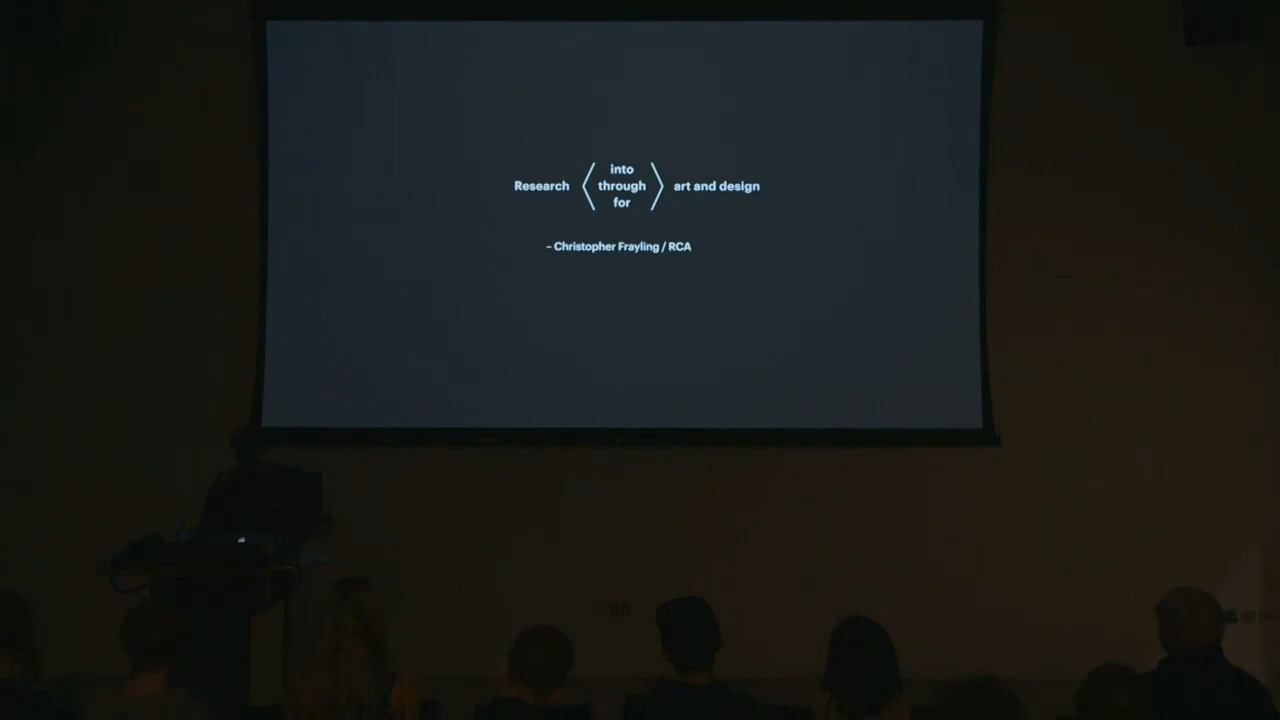 into
Research through art and design
for
– Christopher Frayling / RCA